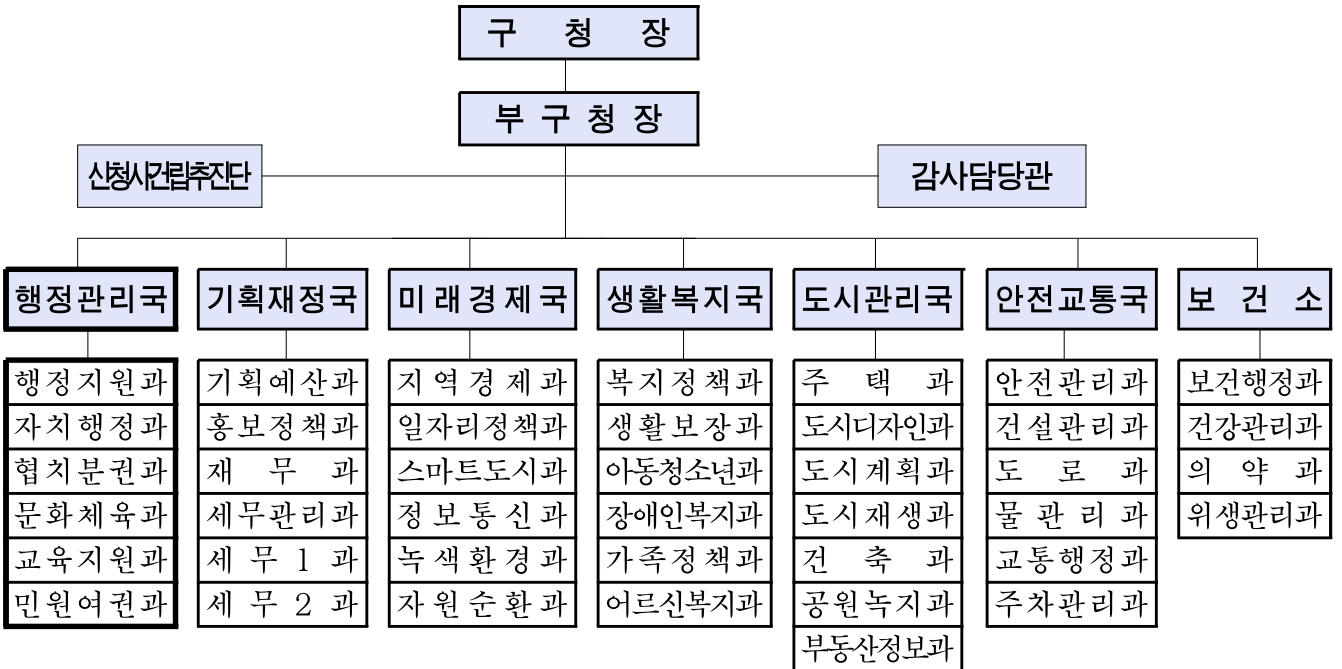 구 청 장
부 구 청 장
신청사건립추진단 감사담당관
행정관리국 기획재정국 미래경제국 생활복지국 도시관리국 안전교통국 보 건 소
행정지원과 기획예산과 지역경제과 복지정책과 주 택 과 안전관리과 보건행정과
자치행정과 홍보정책과 일자리정책과 생활보장과 도시디자인과 건설관리과 건강관리과
협치분권과 재 무 과 스마트도시과 아동청소년과 도시계획과 도 로 과 의 약 과
문화체육과 세무관리과 정보통신과 장애인복지과 도시재생과 물 관 리 과 위생관리과
교육지원과 세 무 1 과 녹색환경과 가족정책과 건 축 과 교통행정과
민원여권과 세 무 2 과 자원순환과 어르신복지과 공원녹지과 주차관리과
부동산정보과